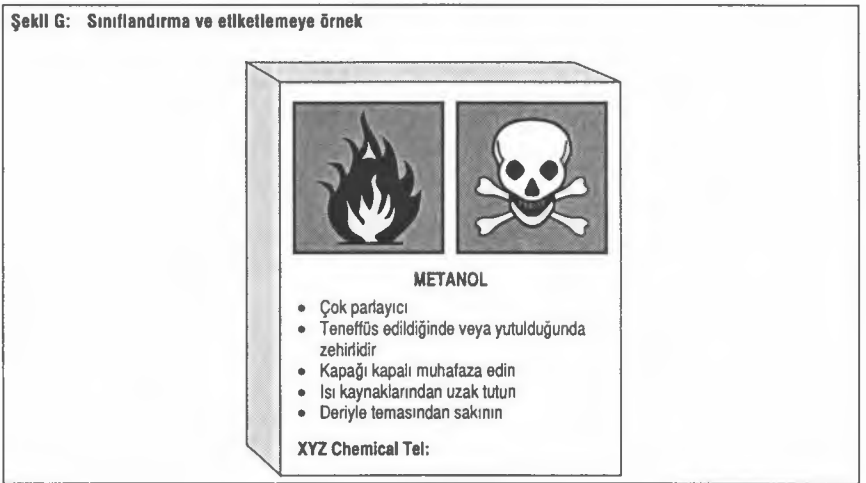 Şekil G: Sınıflandırma ve etiketlemeye örnek
METANOL
• Çok parlayıcı
• Teneffüs edildiğinde veya yutulduğunda
zehirlidir
• Kapağı kapalı muhafaza edin
• Isı kaynaklarından uzak tutun
• Deriyle temasından sakının
XYZ Chemical Tel: